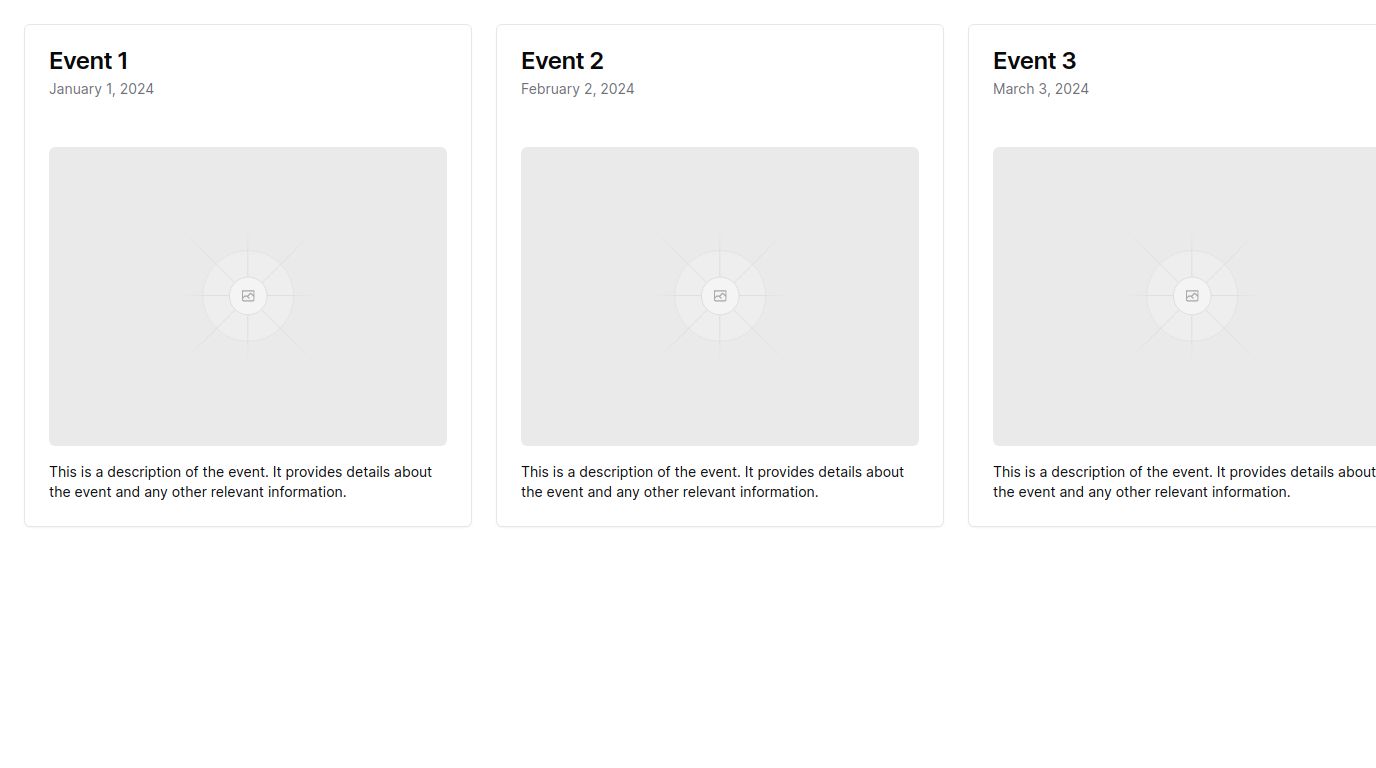 Event 1
January 1, 2024
This is a description of the event. It provides details about
the event and any other relevant information.
Event 2
February 2, 2024
This is a description of the event. It provides details about
the event and any other relevant information.
Event 3
March 3, 2024
This is a description of the event. It provides details about
the event and any other relevant information.